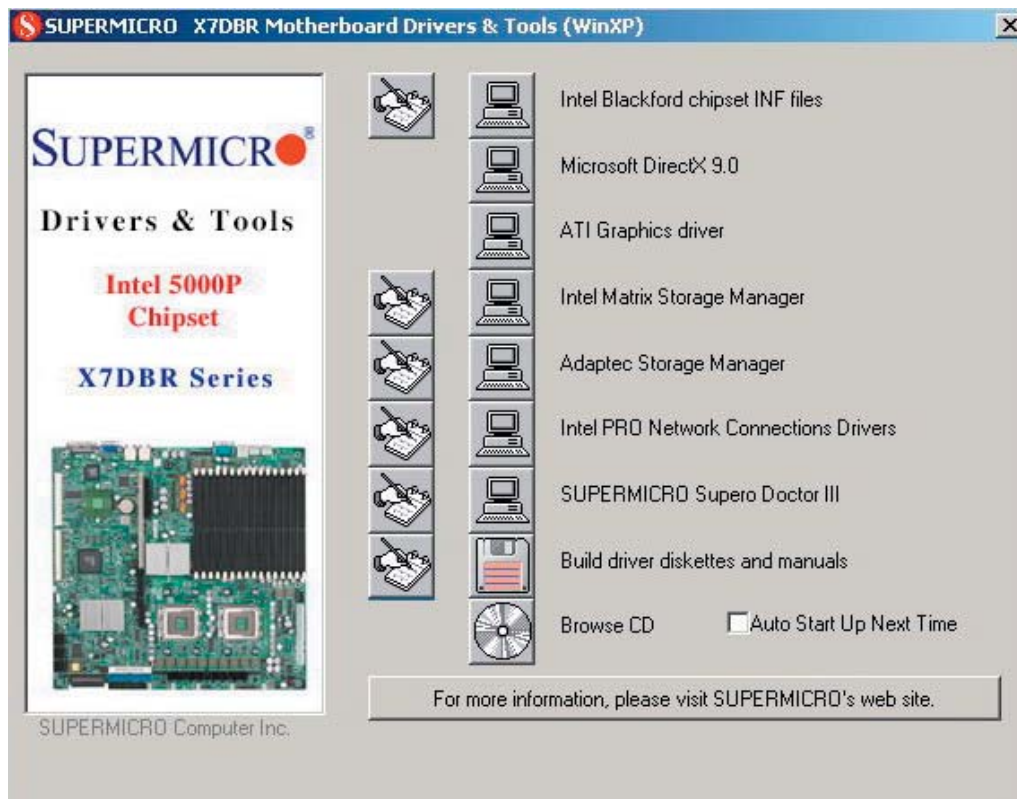 SUPERMICRO X7DBR Motherboard Drivers & Tools (WinXP)
SUPERMICRO®
Drivers & Tools
Intel 5000P
Chipset
X7DBR Series
SUPERMICRO Computer Inc.
Intel Blackford chipset INF files
Microsoft DirectX 9.0
ATI Graphics driver
Intel Matrix Storage Manager
Adaptec Storage Manager
Intel PRO Network Connections Drivers
SUPERMICRO Supero Doctor III
Build driver diskettes and manuals
Browse CD
Auto Start Up Next Time
For more information, please visit SUPERMICRO's web site.